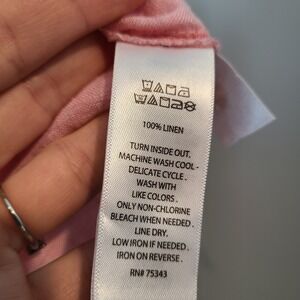 100% LINEN
TURN INSIDE OUT.
MACHINE WASH COOL -
DELICATE CYCLE .
WASH WITH
LIKE COLORS .
ONLY NON-CHLORINE
BLEACH WHEN NEEDED .
LINE DRY.
LOW IRON IF NEEDED .
IRON ON REVERSE .
RN# 75343